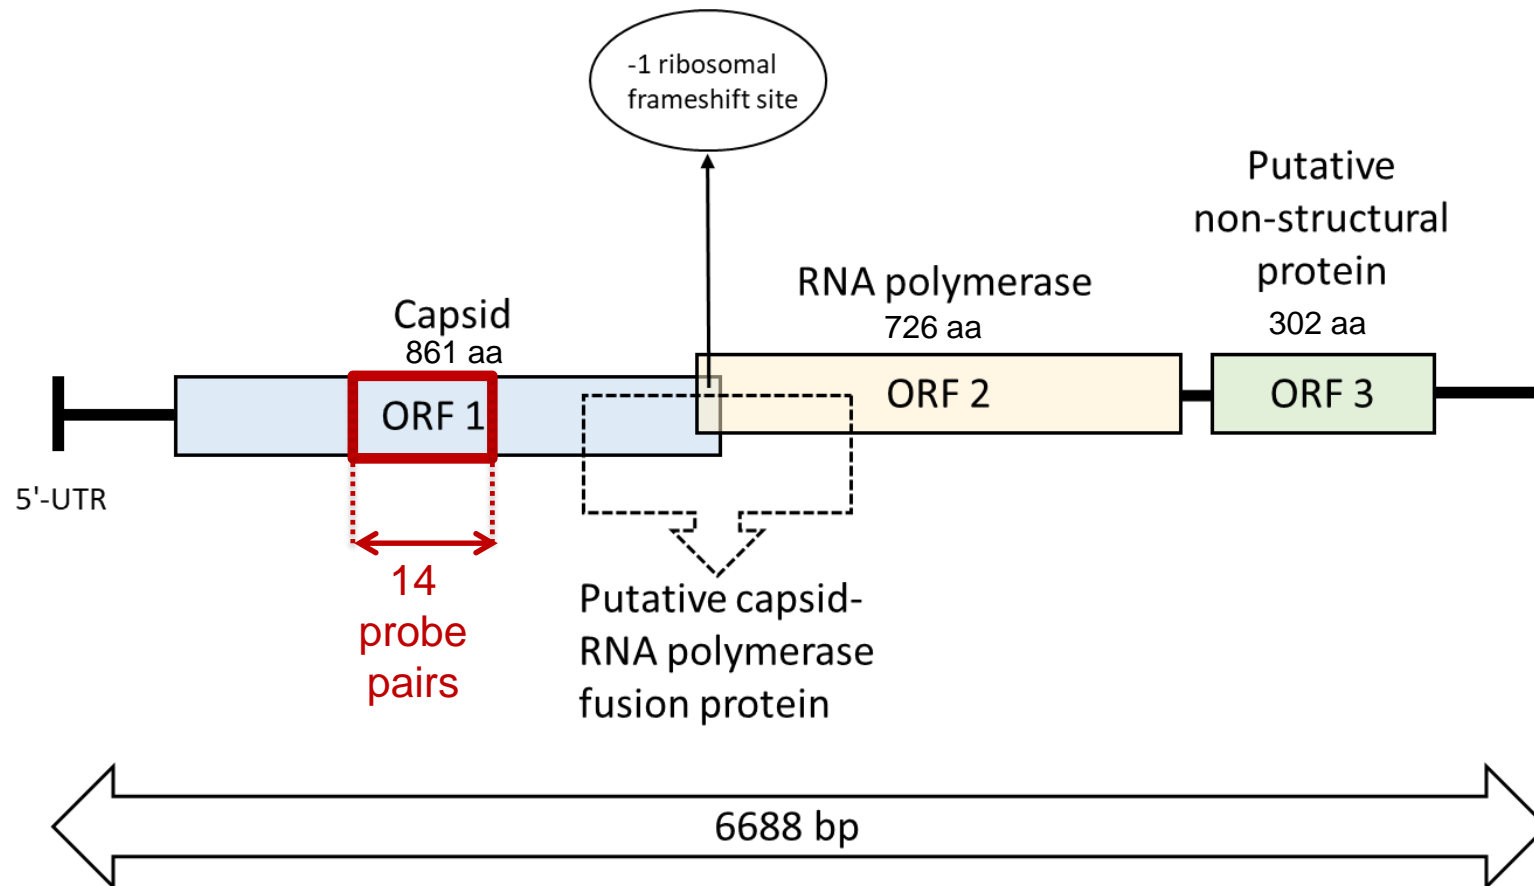 -1 ribosomal
frameshift site
Putative
non-structural
protein
302 aa
RNA polymerase
726 aa
Capsid
861 aa
ORF 1
ORF 2
ORF 3
5'-UTR
14
probe
pairs
Putative capsid-
RNA polymerase
fusion protein
6688 bp